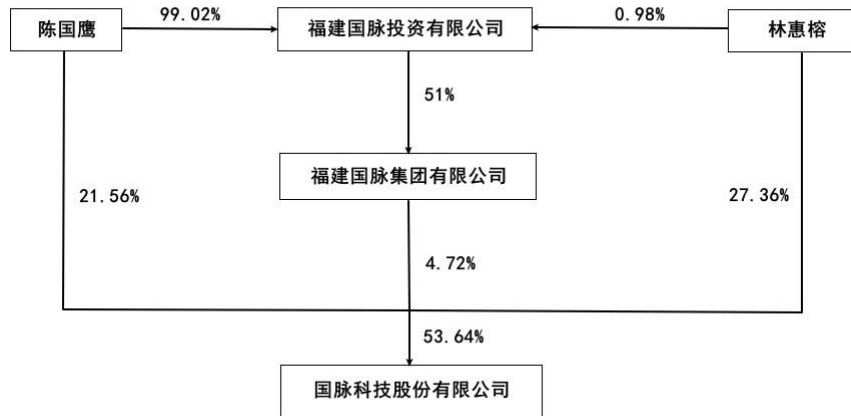 99.02%
0.98%
陈国鹰
福建国脉投资有限公司
林惠榕
51%
福建国脉集团有限公司
21.56%
27.36%
4.72%
53.64%
国脉科技股份有限公司